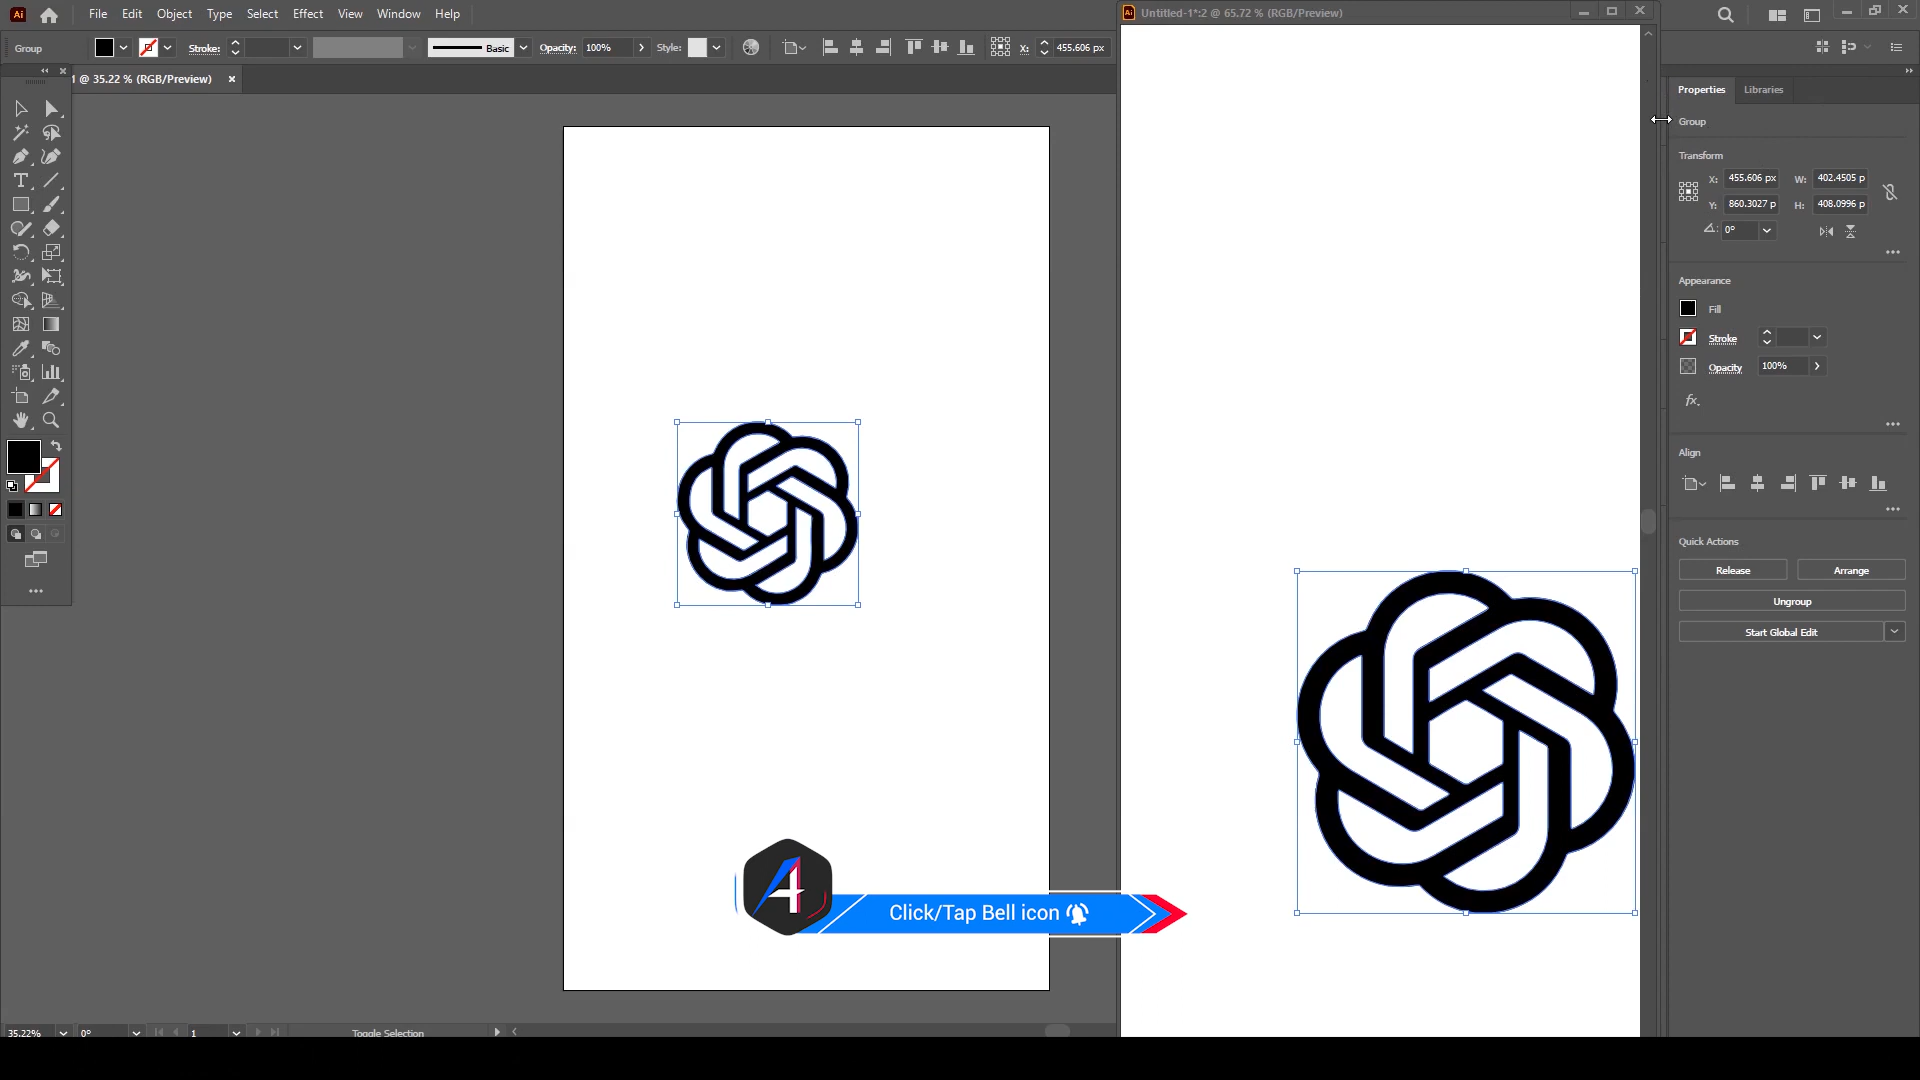 Ai File Edit Object Type Select Effect View Window Help
Untitled-1*:2 @ 65.72 % (RGB/Preview)
Group Stroke: Basic Opacity: 100% Style: X: 455.606 px
1 @ 35.22 % (RGB/Preview) ×
Properties Libraries
Group
Transform
X: 455.606 px W: 402.4505 p
Y: 860.3027 p H: 408.0996 p
0°
Appearance
Fill
Stroke
Opacity 100%
fx.
Align
Quick Actions
Release Arrange
Ungroup
Start Global Edit
Click/Tap Bell icon
35.22% 0° 1 Toggle Selection